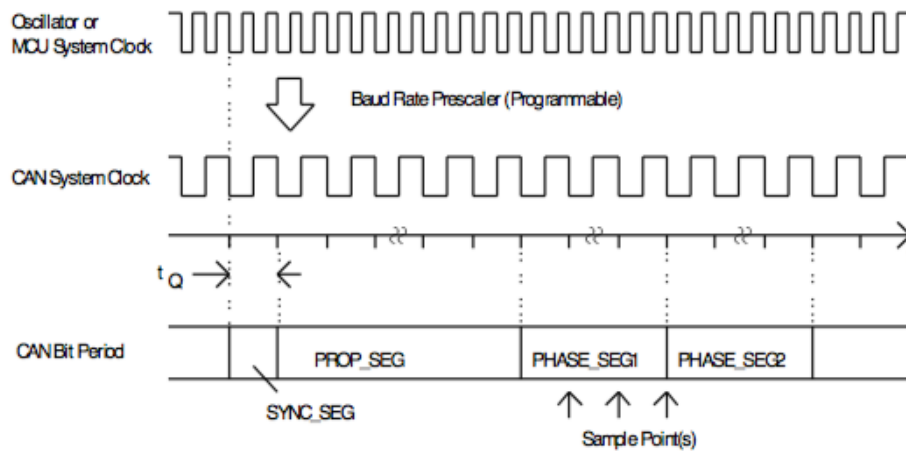 Oscillator or
MCU System Clock
Baud Rate Prescaler (Programmable)
CAN System Clock
t Q
CAN Bit Period
PROP_SEG
PHASE_SEG1
PHASE_SEG2
SYNC_SEG
Sample Point(s)